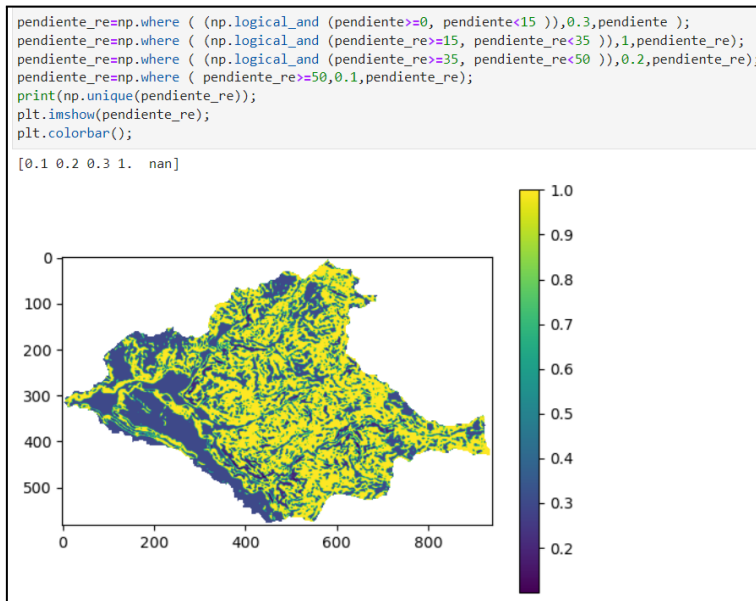 pendiente_re=np.where ( (np.logical_and (pendiente>=0, pendiente<15 )),0.3,pendiente );
pendiente_re=np.where ( (np.logical_and (pendiente_re>=15, pendiente_re<35 )),1,pendiente_re);
pendiente_re=np.where ( (np.logical_and (pendiente_re>=35, pendiente_re<50 )),0.2,pendiente_re);
pendiente_re=np.where ( pendiente_re>=50,0.1,pendiente_re);
print(np.unique(pendiente_re));
plt.imshow(pendiente_re);
plt.colorbar();
[0.1 0.2 0.3 1.  nan]
1.0
0.9
0.8
0.7
0.6
0.5
0.4
0.3
0.2
0
100
200
300
400
500
0 200 400 600 800